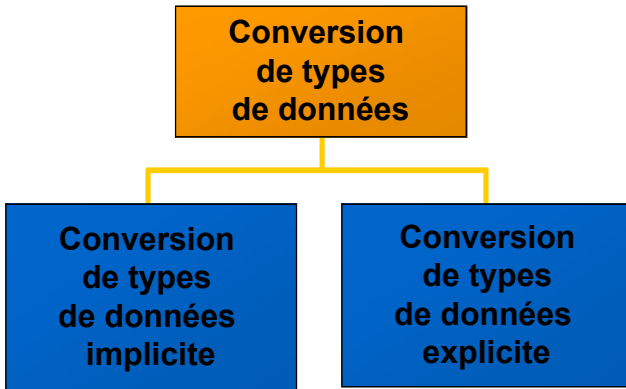 Conversion
de types
de données
Conversion
de types
de données
implicite
Conversion
de types
de données
explicite